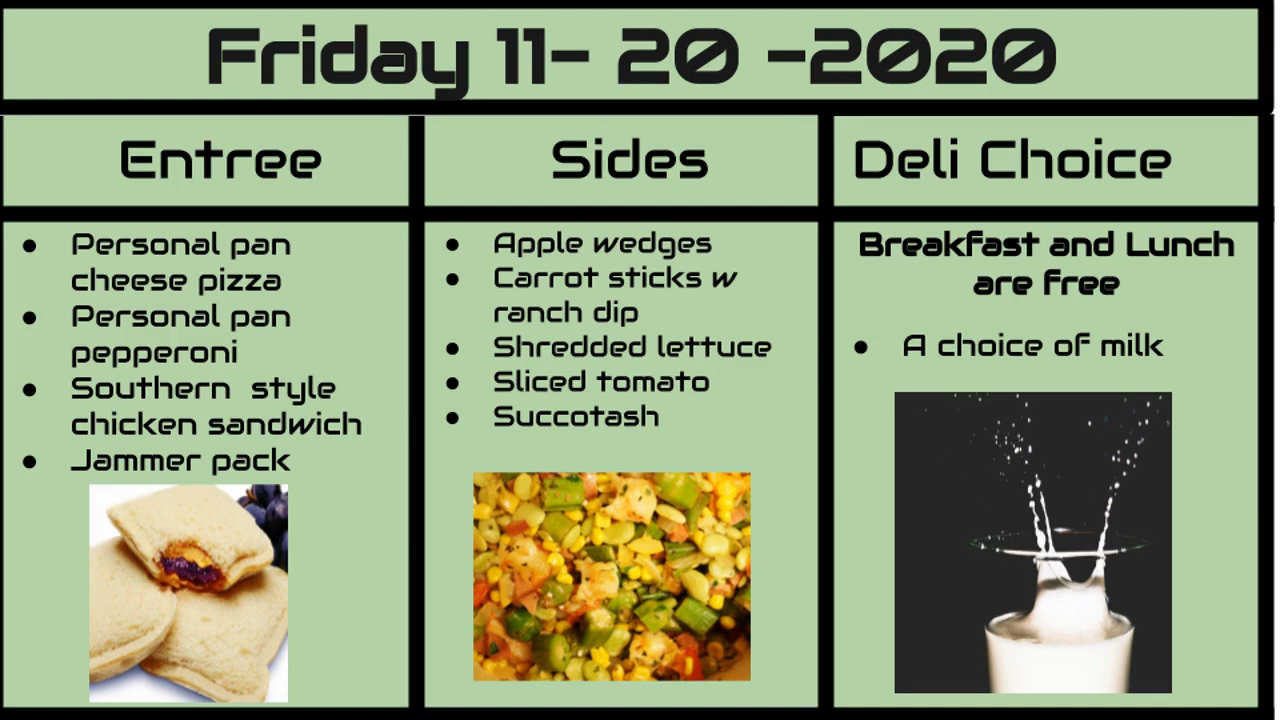 Friday 11- 20 -2020
Entree
Sides
Deli Choice
● Personal pan
cheese pizza
● Personal pan
pepperoni
● Southern  style
chicken sandwich
● Jammer pack
● Apple wedges
● Carrot sticks w
ranch dip
● Shredded lettuce
● Sliced tomato
● Succotash
Breakfast and Lunch
are free
● A choice of milk